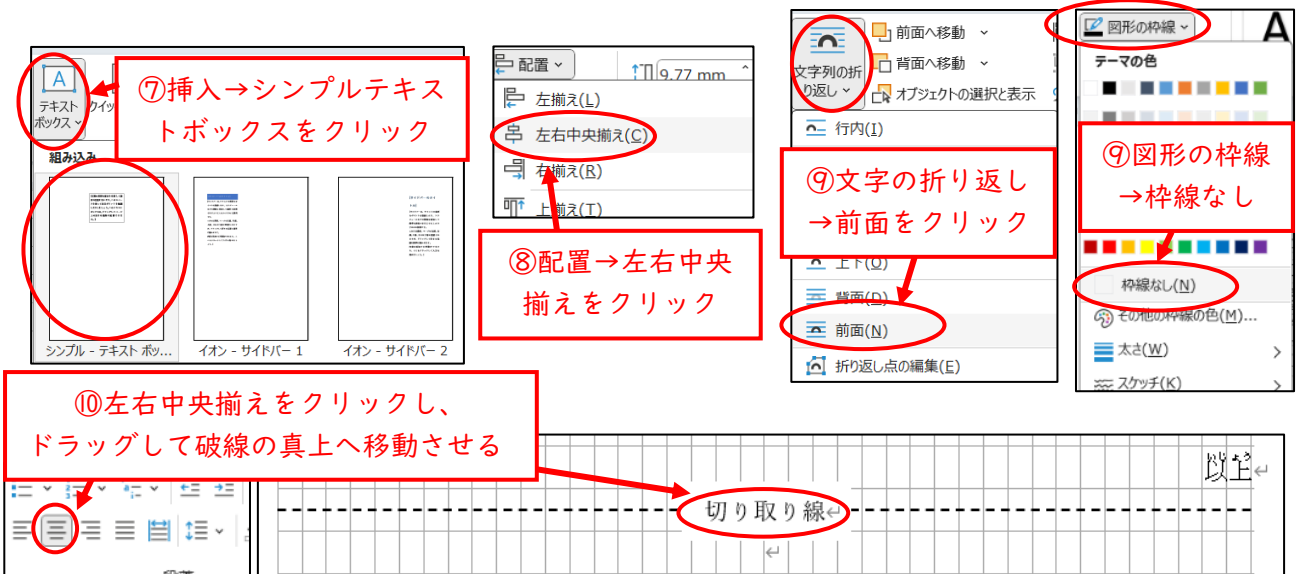 テキスト
ボックス
⑦挿入→シンプルテキス
トボックスをクリック
組み込み
シンプル - テキスト ボッ...
イオン - サイドバー 1
イオン - サイドバー 2
配置
9.77 mm
左揃え(L)
左右中央揃え(C)
右揃え(R)
上揃え(T)
⑧配置→左右中央
揃えをクリック
文字列の折
り返し
前面へ移動
背面へ移動
オブジェクトの選択と表示
行内(I)
⑨文字の折り返し
→前面をクリック
上下(O)
背面(D)
前面(N)
折り返し点の編集(E)
図形の枠線
A
テーマの色
⑨図形の枠線
→枠線なし
枠線なし(N)
その他の枠線の色(M)...
太さ(W)
スケッチ(K)
⑩左右中央揃えをクリックし、
ドラッグして破線の真上へ移動させる
以上
切り取り線